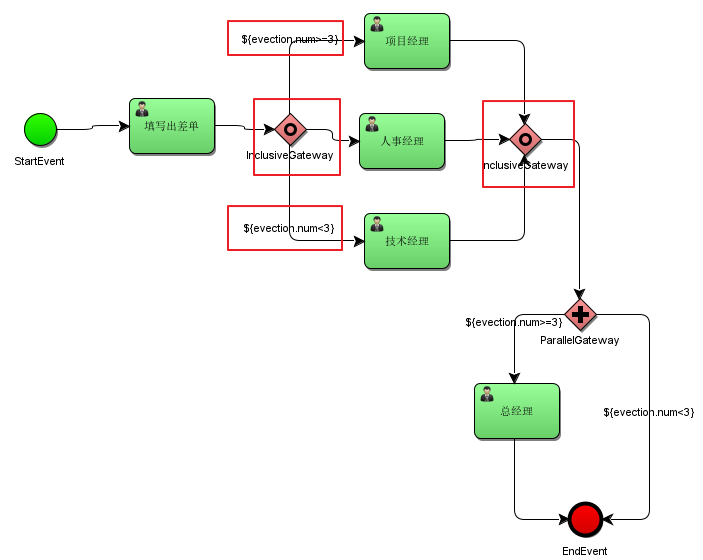 ${evection.num>=3}
项目经理
填写出差单
StartEvent
InclusiveGateway
人事经理
InclusiveGateway
${evection.num<3}
技术经理
${evection.num>=3}
ParallelGateway
总经理
${evection.num<3}
EndEvent